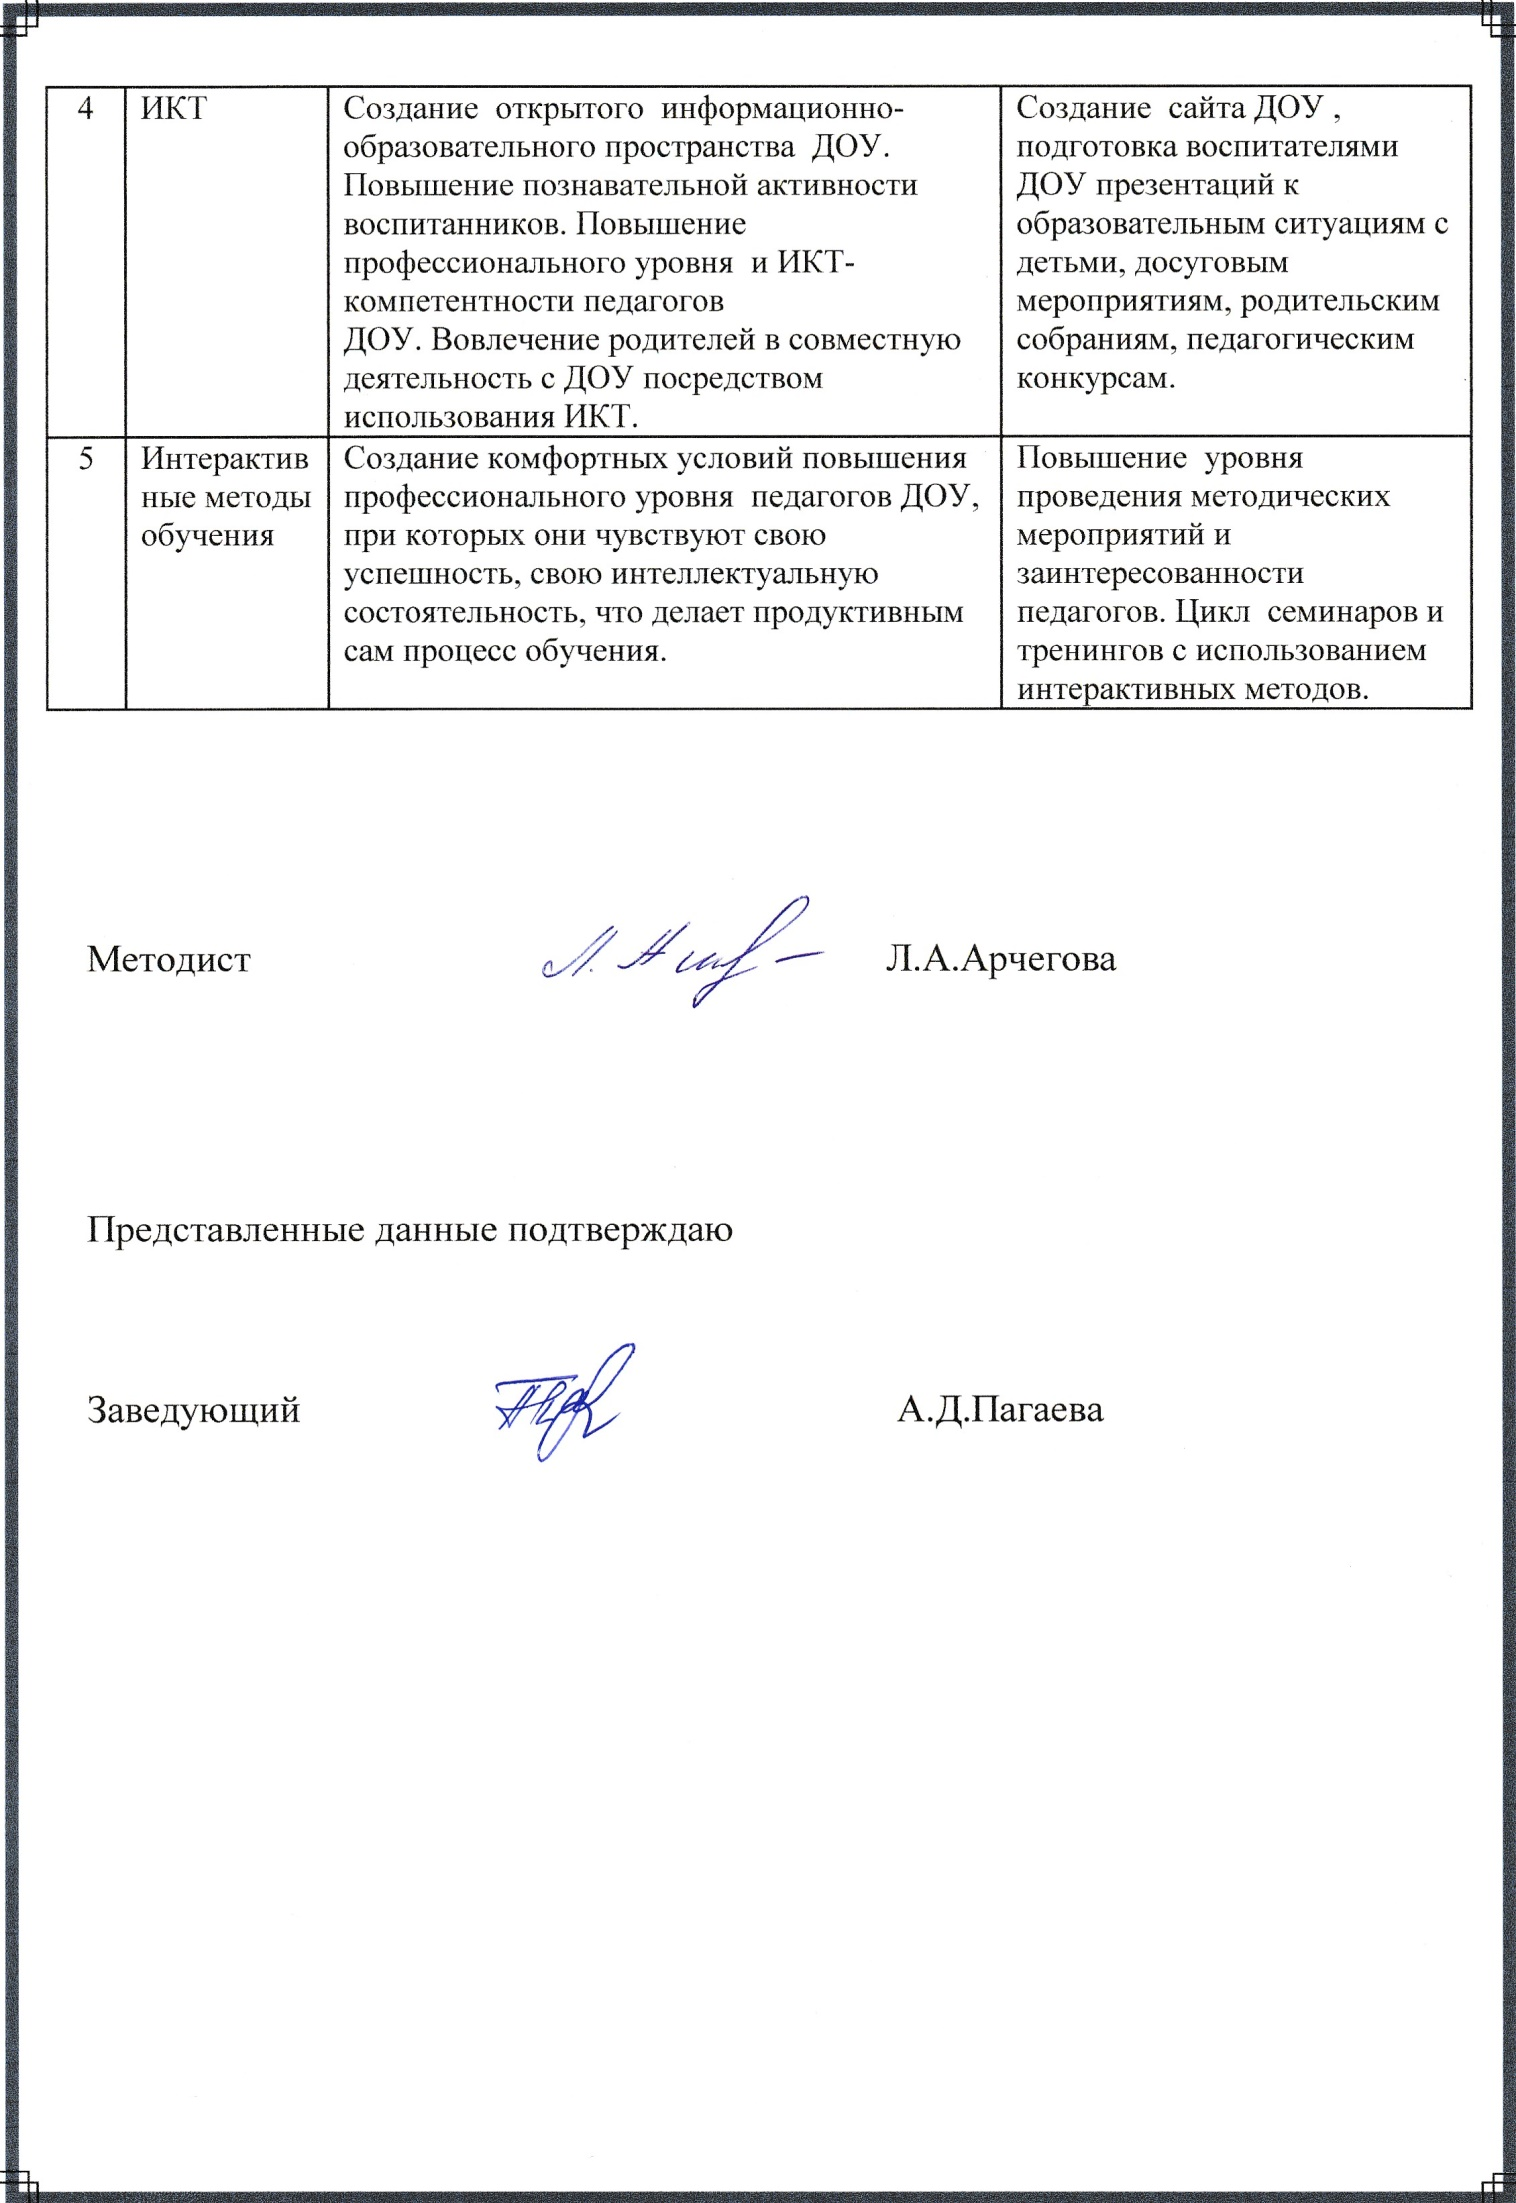 4
ИКТ
Создание открытого информационно-
образовательного пространства ДОУ.
Повышение познавательной активности
воспитанников. Повышение
профессионального уровня и ИКТ-
компетентности педагогов
ДОУ. Вовлечение родителей в совместную
деятельность с ДОУ посредством
использования ИКТ.
Создание сайта ДОУ ,
подготовка воспитателями
ДОУ презентаций к
образовательным ситуациям с
детьми, досуговым
мероприятиям, родительским
собраниям, педагогическим
конкурсам.
5
Интерактив
ные методы
обучения
Создание комфортных условий повышения
профессионального уровня педагогов ДОУ,
при которых они чувствуют свою
успешность, свою интеллектуальную
состоятельность, что делает продуктивным
сам процесс обучения.
Повышение уровня
проведения методических
мероприятий и
заинтересованности
педагогов. Цикл семинаров и
тренингов с использованием
интерактивных методов.
Методист Л.А.Арчегова
Представленные данные подтверждаю
Заведующий А.Д.Пагаева